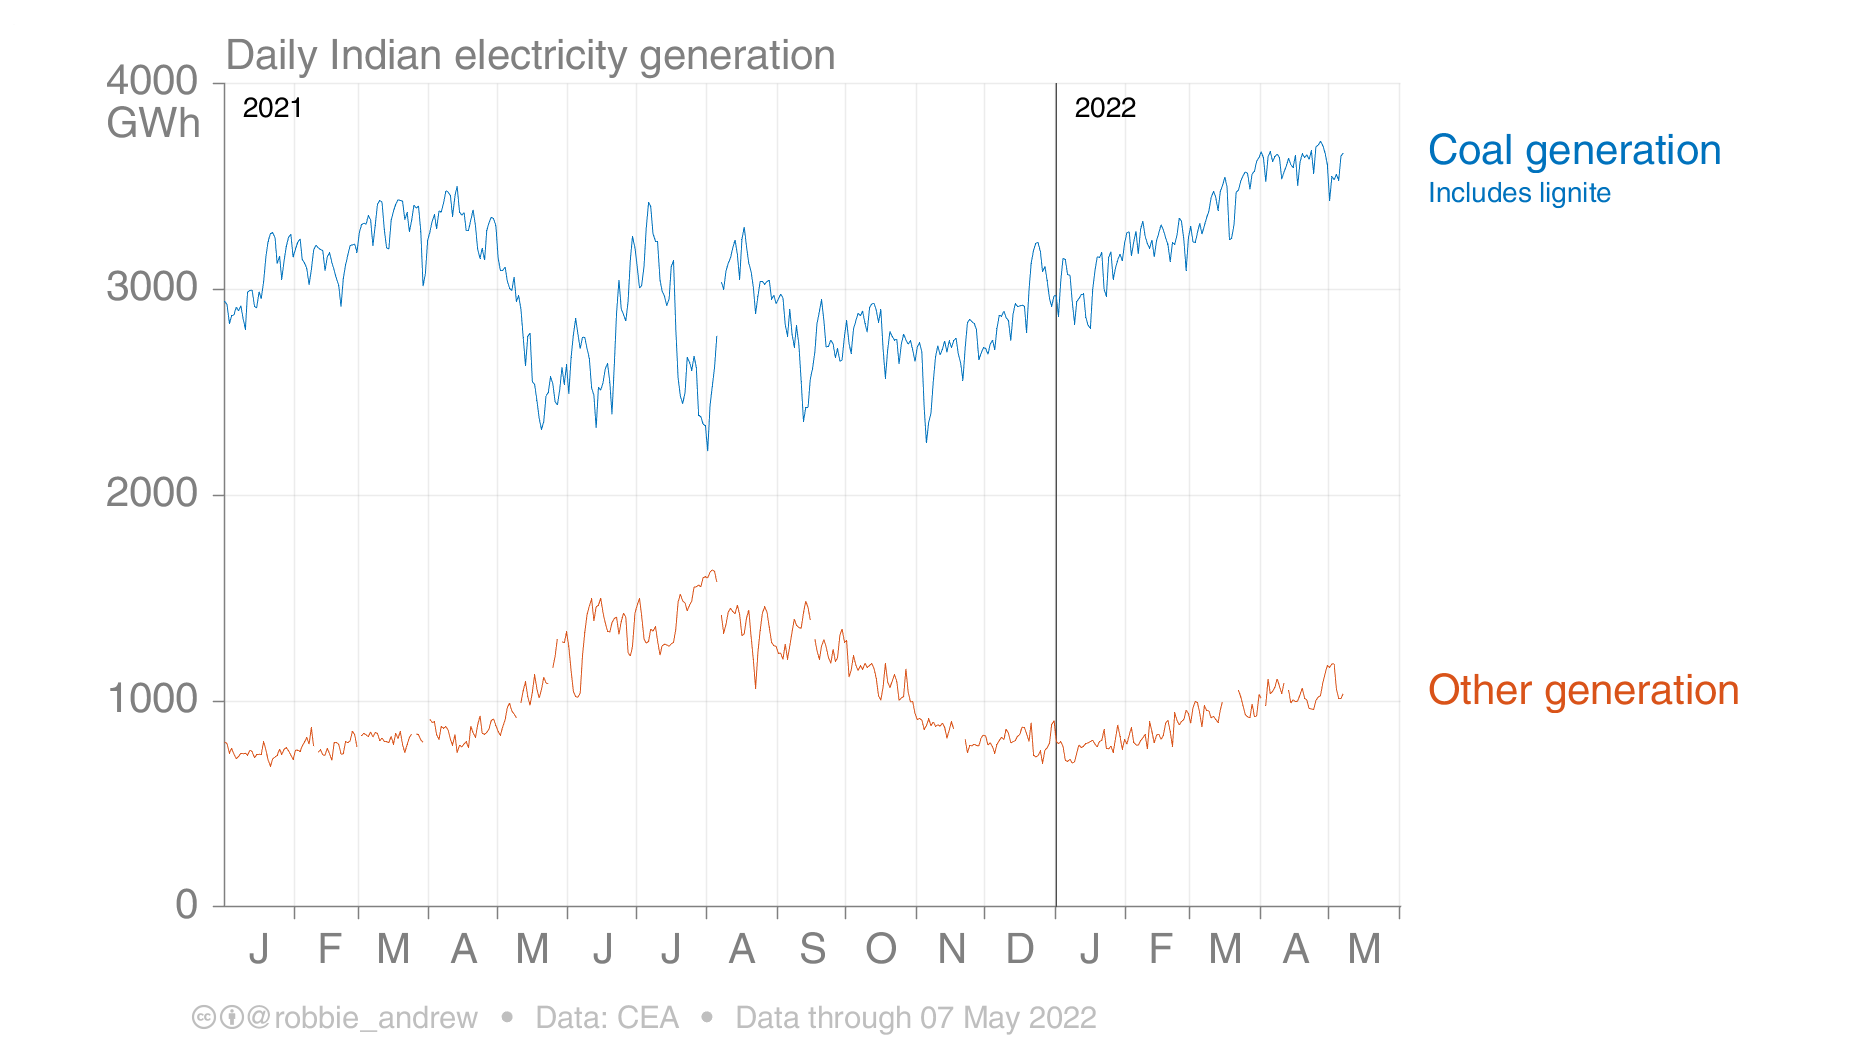 Daily Indian electricity generation
4000
GWh
2021
2022
Coal generation
Includes lignite
3000
2000
Other generation
1000
0
J F M A M J J A S O N D J F M A M
cc @robbie_andrew • Data: CEA • Data through 07 May 2022